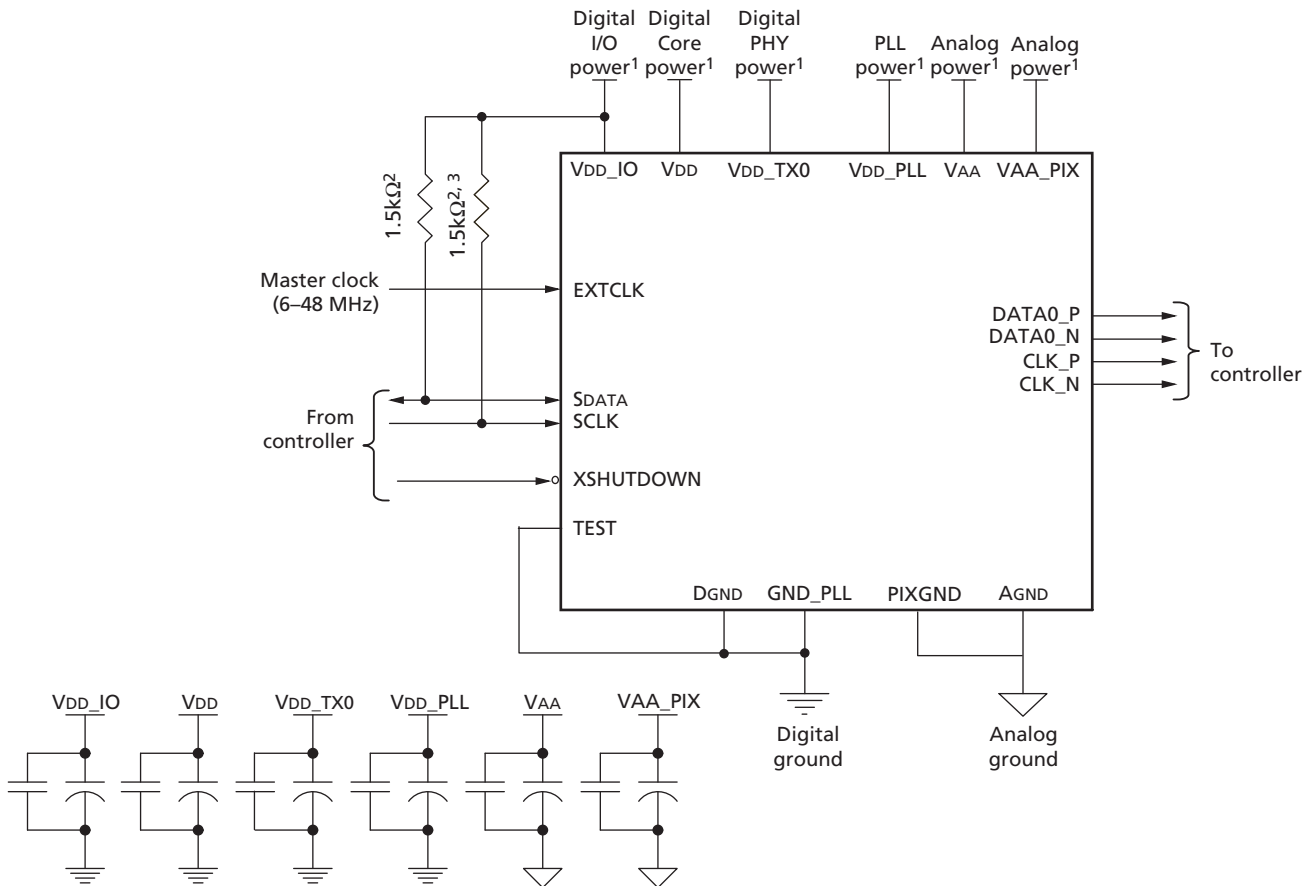 Digital
I/O
power¹
Digital
Core
power¹
Digital
PHY
power¹
PLL
power¹
Analog
power¹
Analog
power¹
VDD_IO
VDD
VDD_TX0
VDD_PLL
VAA
VAA_PIX
1.5kΩ²
1.5kΩ², ³
Master clock
(6–48 MHz)
EXTCLK
DATA0_P
DATA0_N
CLK_P
CLK_N
To
controller
From
controller
SDATA
SCLK
XSHUTDOWN
TEST
DGND
GND_PLL
PIXGND
AGND
Digital
ground
Analog
ground
VDD_IO
VDD
VDD_TX0
VDD_PLL
VAA
VAA_PIX